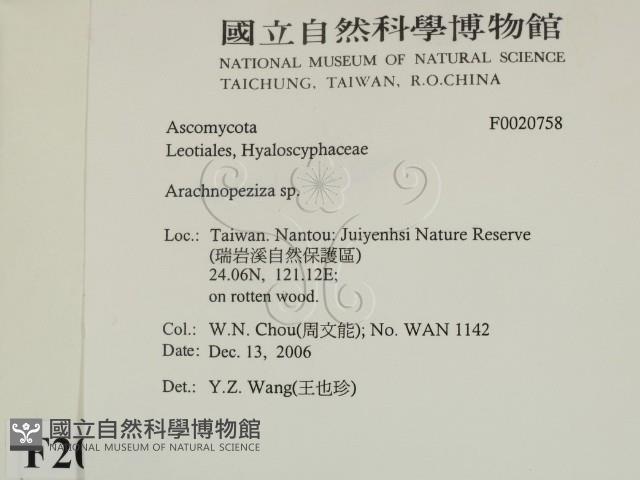 國立自然科學博物館
NATIONAL MUSEUM OF NATURAL SCIENCE
TAICHUNG, TAIWAN, R.O.CHINA
Ascomycota F0020758
Leotiales, Hyaloscyphaceae
Arachnopeziza sp.
Loc.: Taiwan. Nantou: Juiyenhsi Nature Reserve
(瑞岩溪自然保護區)
24.06N, 121.12E;
on rotten wood.
Col.: W.N. Chou(周文能); No. WAN 1142
Date: Dec. 13, 2006
Det.: Y.Z. Wang(王也珍)
國立自然科學博物館
NATIONAL MUSEUM OF NATURAL SCIENCE